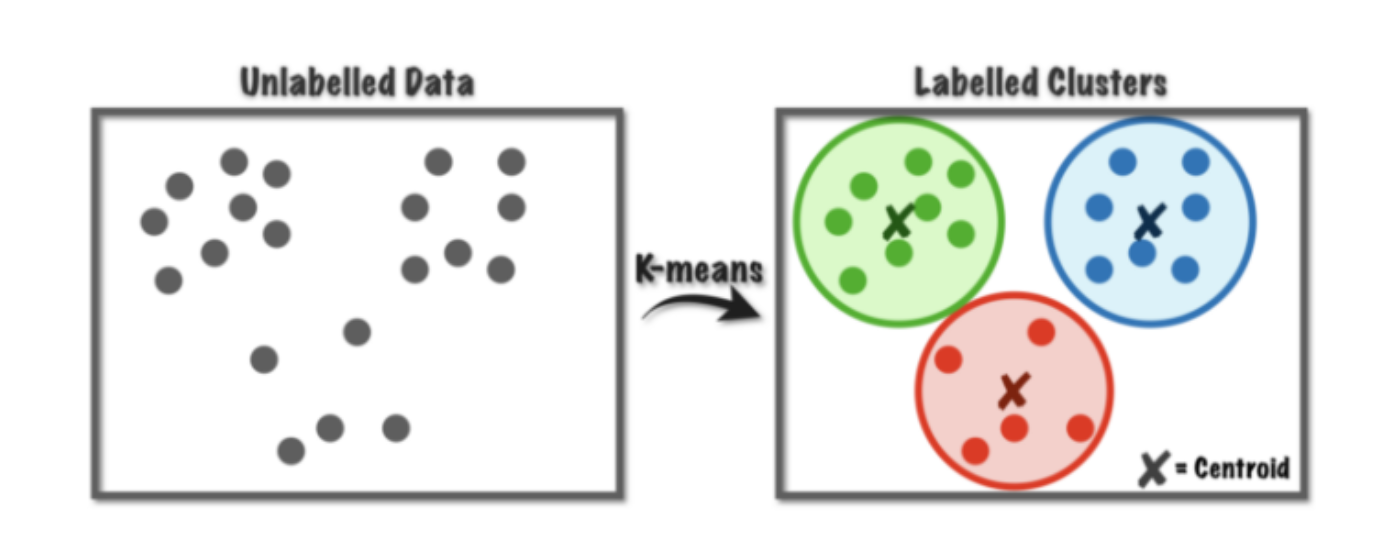 Unlabelled Data
Labelled Clusters
K-means
= Centroid